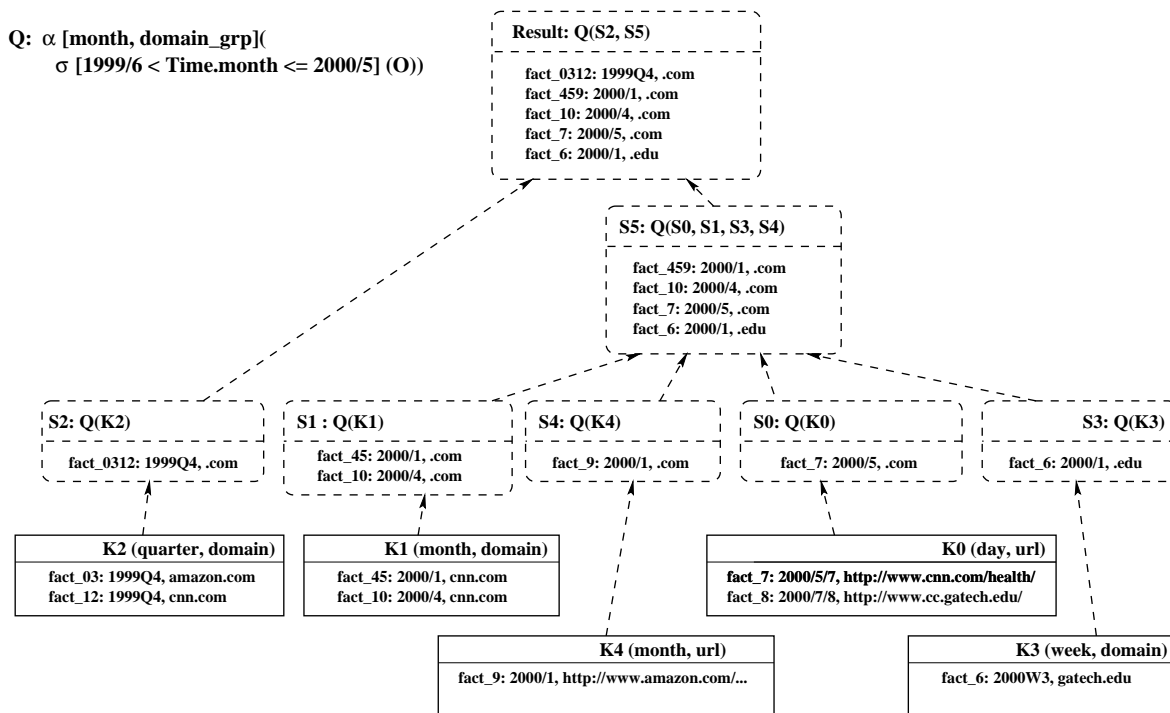 Q: α [month, domain_grp](
σ [1999/6 < Time.month <= 2000/5] (O))
Result: Q(S2, S5)
fact_0312: 1999Q4, .com
fact_459: 2000/1, .com
fact_10: 2000/4, .com
fact_7: 2000/5, .com
fact_6: 2000/1, .edu
S5: Q(S0, S1, S3, S4)
fact_459: 2000/1, .com
fact_10: 2000/4, .com
fact_7: 2000/5, .com
fact_6: 2000/1, .edu
S2: Q(K2)
fact_0312: 1999Q4, .com
S1 : Q(K1)
fact_45: 2000/1, .com
fact_10: 2000/4, .com
S4: Q(K4)
fact_9: 2000/1, .com
S0: Q(K0)
fact_7: 2000/5, .com
S3: Q(K3)
fact_6: 2000/1, .edu
K2 (quarter, domain)
fact_03: 1999Q4, amazon.com
fact_12: 1999Q4, cnn.com
K1 (month, domain)
fact_45: 2000/1, cnn.com
fact_10: 2000/4, cnn.com
K0 (day, url)
fact_7: 2000/5/7, http://www.cnn.com/health/
fact_8: 2000/7/8, http://www.cc.gatech.edu/
K4 (month, url)
fact_9: 2000/1, http://www.amazon.com/...
K3 (week, domain)
fact_6: 2000W3, gatech.edu